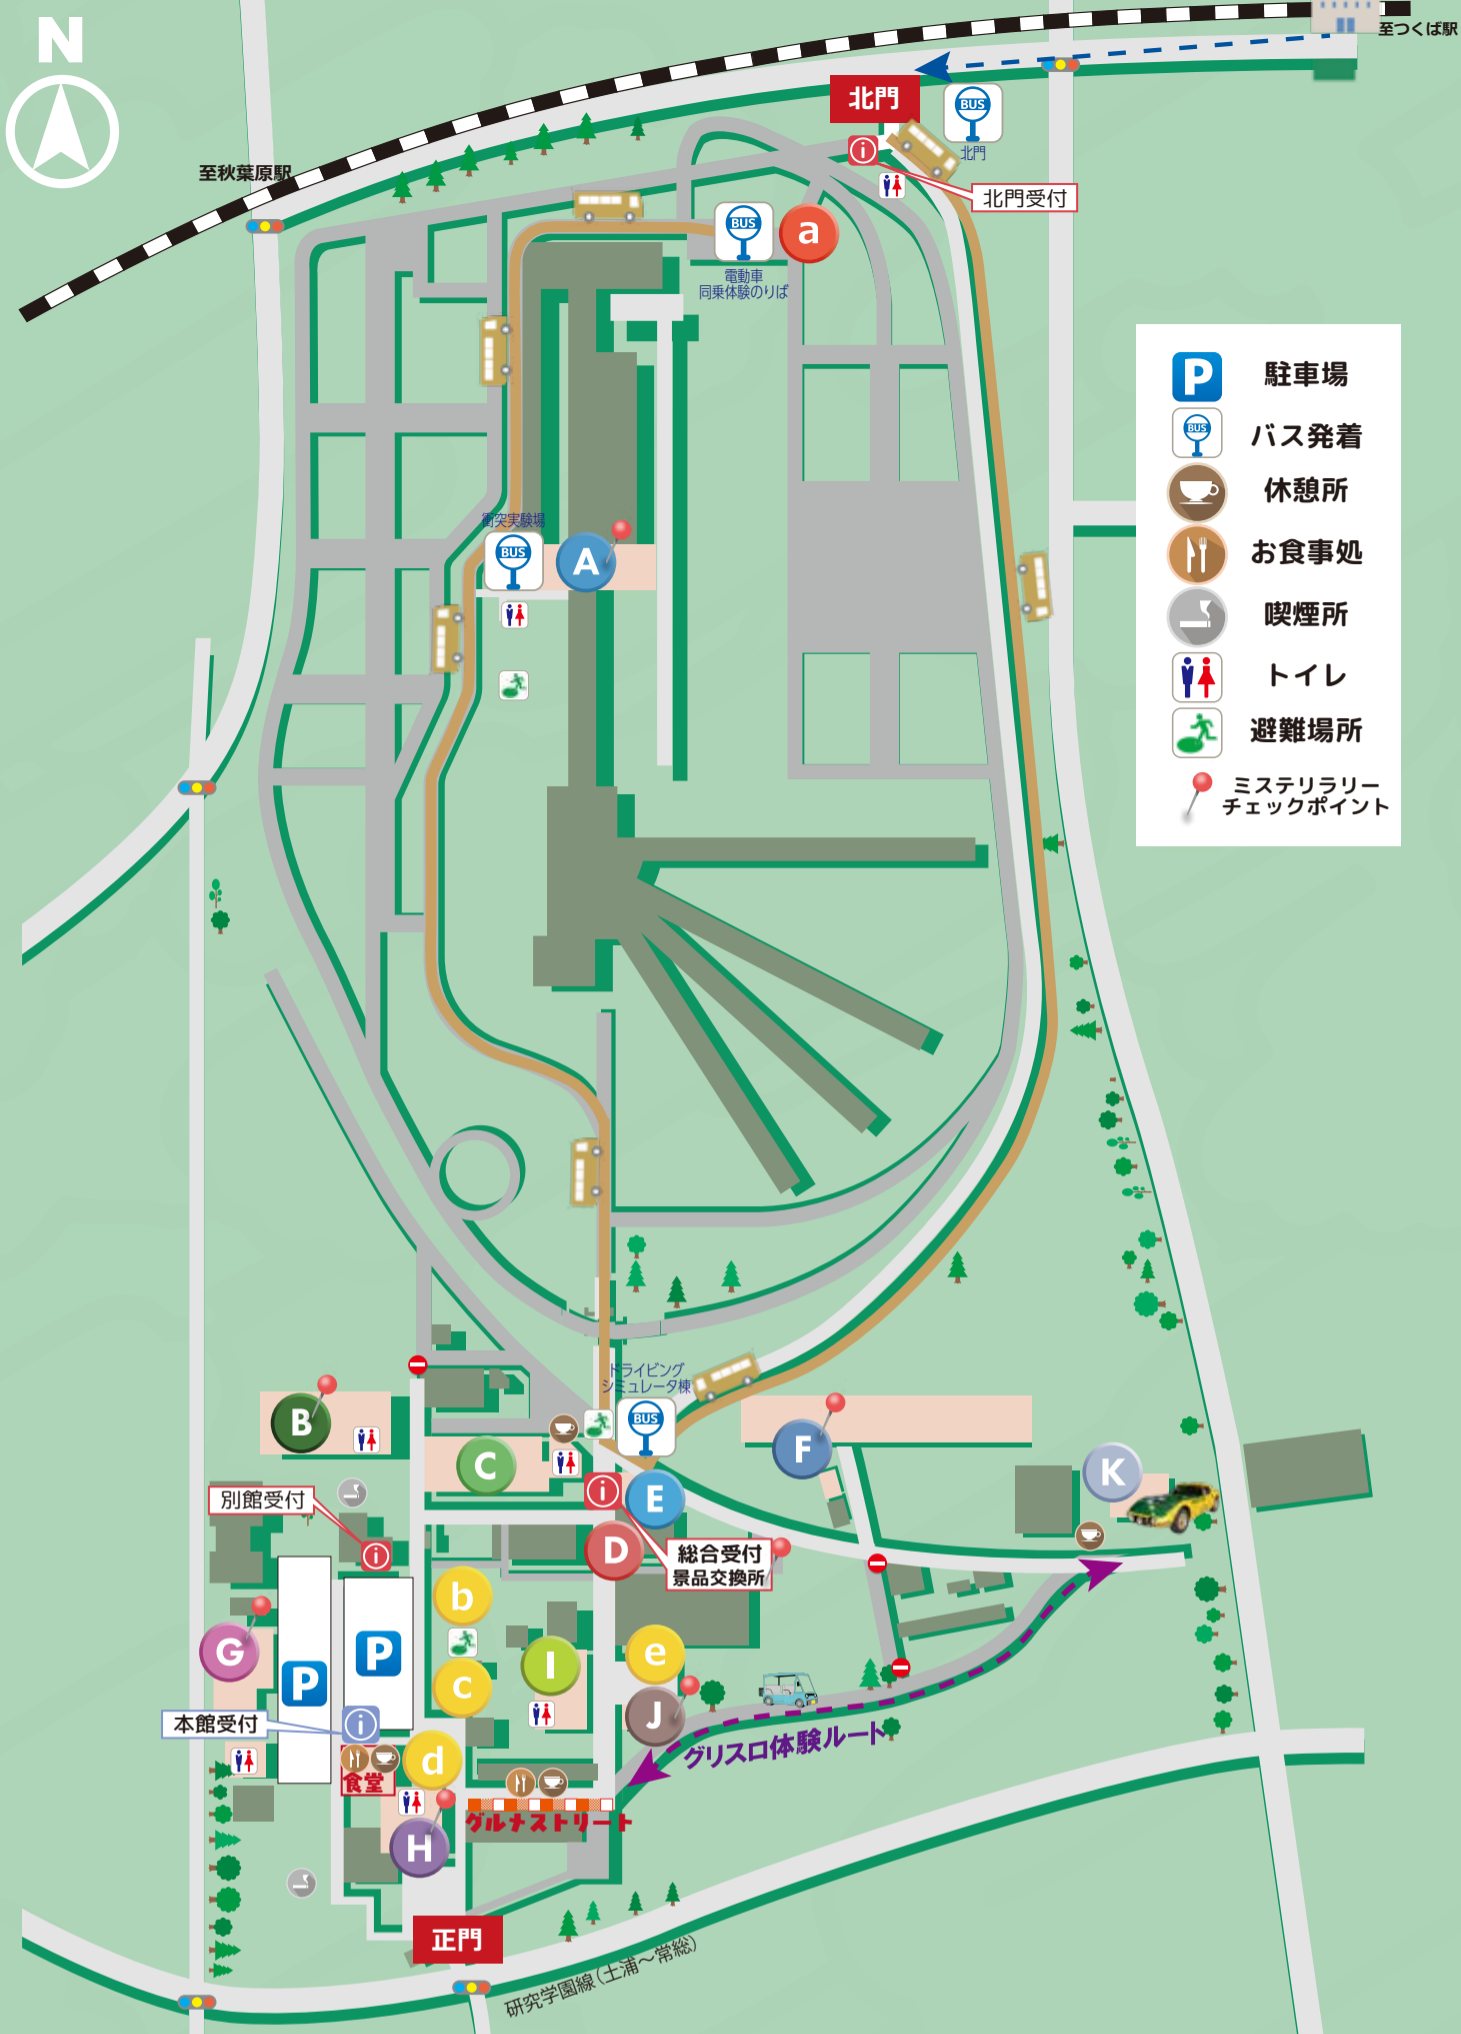 N
至つくば駅
北門
BUS
北門
至秋葉原駅
i
北門受付
BUS
a
電動車
同乗体験のりば
P 駐車場
BUS バス発着
休憩所
お食事処
喫煙所
トイレ
避難場所
ミステリラリー
チェックポイント
衝突実験場
BUS
A
ドライビング
シミュレータ棟
BUS
B
C
F
K
別館受付
i
i
E
D
総合受付
景品交換所
b
G
P
P
c
I
e
J
本館受付
i
d
グリスロ体験ルート
食堂
H
グルメストリート
正門
研究学園線(土浦〜常総)